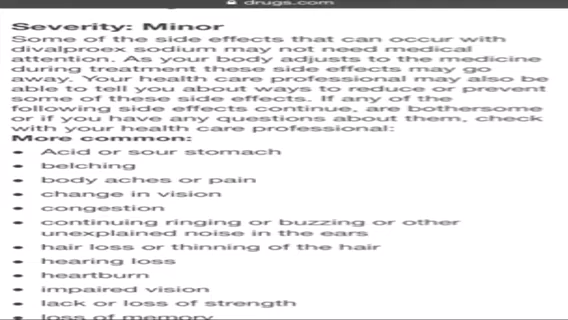 drugs.com
Severity: Minor
Some of the side effects that can occur with
divalproex sodium may not need medical
attention. As your body adjusts to the medicine
during treatment these side effects may go
away. Your health care professional may also be
able to tell you about ways to reduce or prevent
some of these side effects. If any of the
following side effects continue, are bothersome
or if you have any questions about them, check
with your health care professional:
More common:
• Acid or sour stomach
• belching
• body aches or pain
• change in vision
• congestion
• continuing ringing or buzzing or other
unexplained noise in the ears
• hair loss or thinning of the hair
• hearing loss
• heartburn
• impaired vision
• lack or loss of strength
• loss of memory